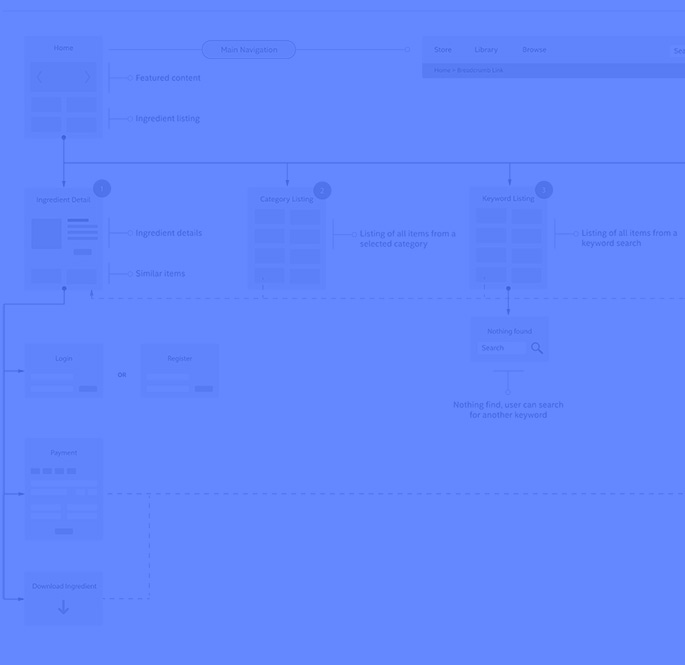 Home
Main Navigation
Store
Library
Browse
Home > Breadcrumb Link
Featured content
Ingredient listing
Ingredient Detail
1
Category Listing
2
Keyword Listing
3
Ingredient details
Listing of all items from a
selected category
Listing of all items from a
keyword search
Similar items
Nothing found
Search
Login
OR
Register
Nothing find, user can search
for another keyword
Payment
Download Ingredient